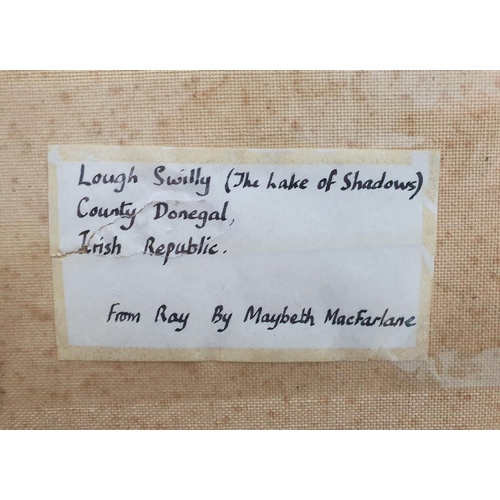 Lough Swilly (The Lake of Shadows)
County Donegal,
Irish Republic.
From Ray By Maybeth MacFarlane